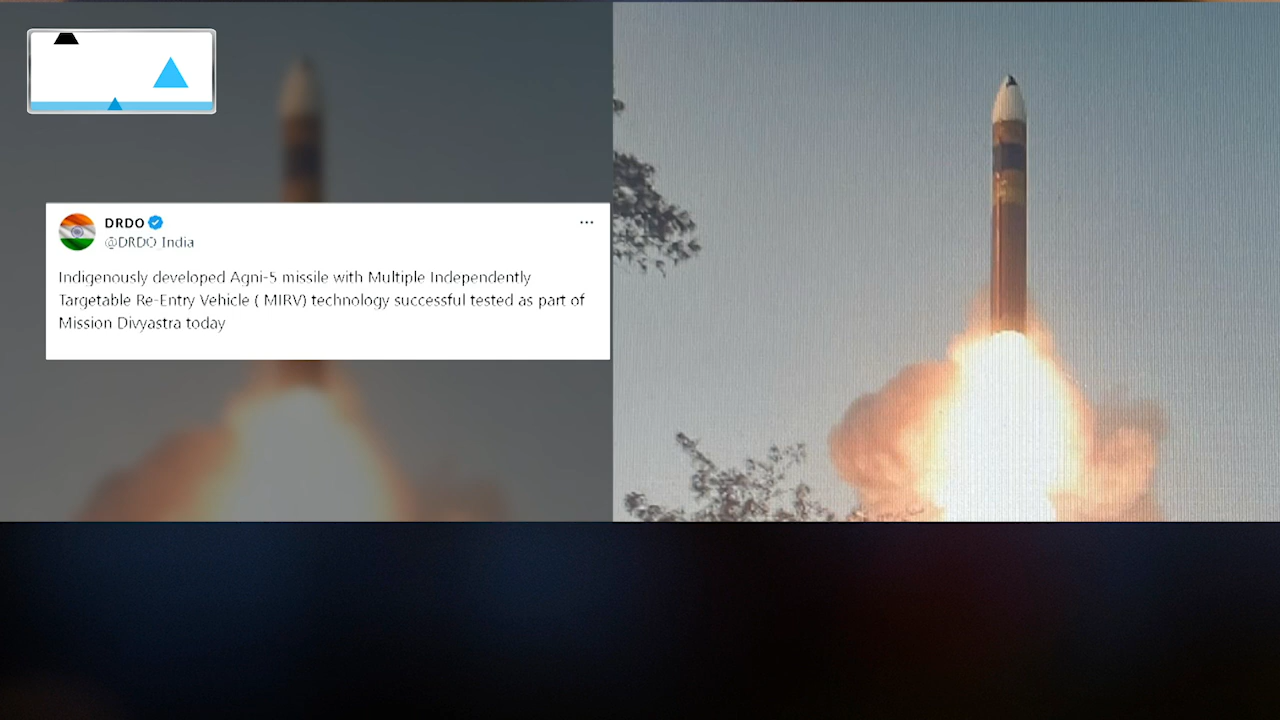 DRDO
@DRDO India
Indigenously developed Agni-5 missile with Multiple Independently
Targetable Re-Entry Vehicle ( MIRV) technology successful tested as part of
Mission Divyastra today